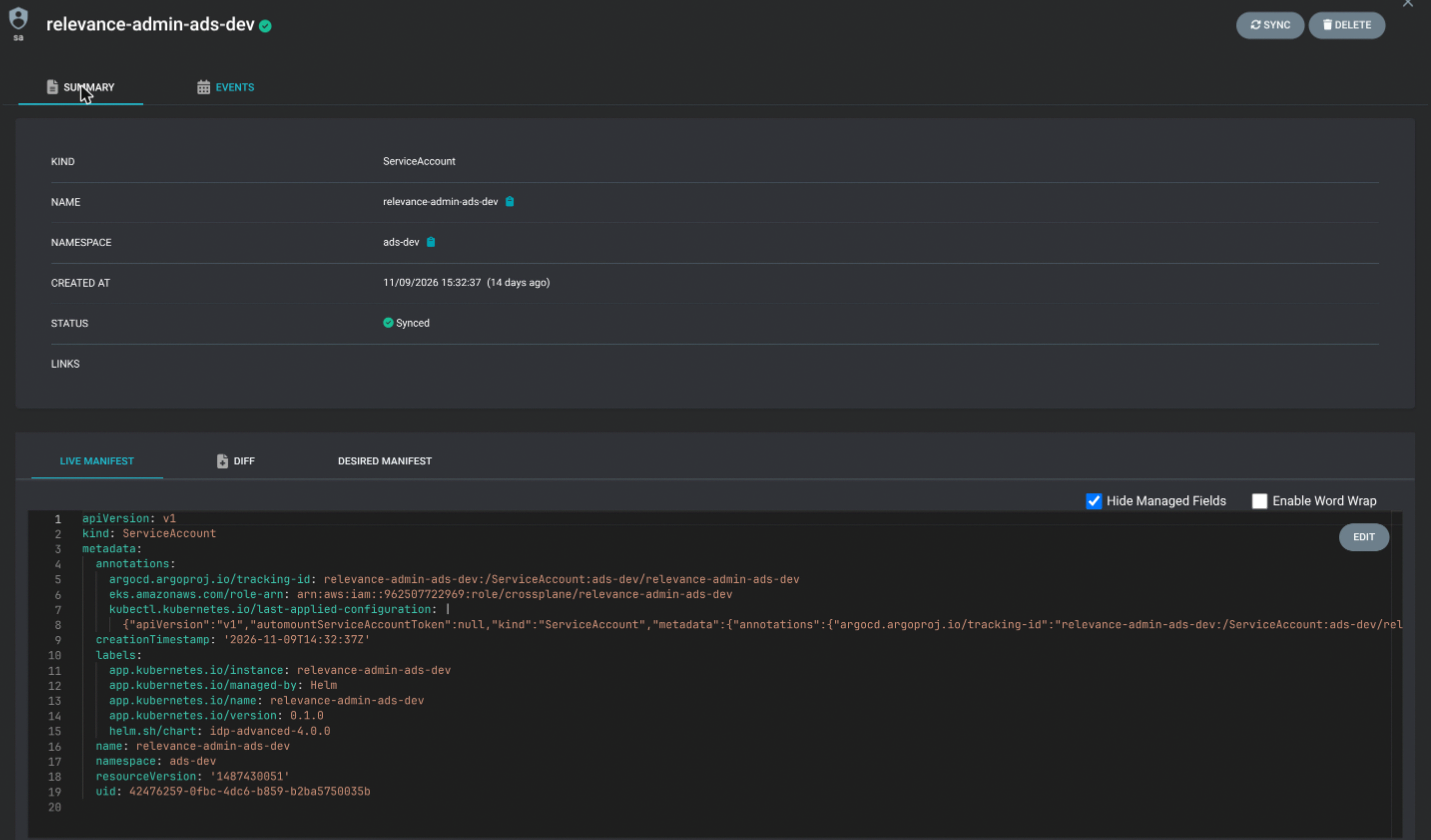 relevance-admin-ads-dev
sa
SYNC DELETE
SUMMARY EVENTS
KIND ServiceAccount
NAME relevance-admin-ads-dev
NAMESPACE ads-dev
CREATED AT 11/09/2026 15:32:37 (14 days ago)
STATUS Synced
LINKS
LIVE MANIFEST DIFF DESIRED MANIFEST
Hide Managed Fields Enable Word Wrap
EDIT
1 apiVersion: v1
2 kind: ServiceAccount
3 metadata:
4 annotations:
5 argocd.argoproj.io/tracking-id: relevance-admin-ads-dev:/ServiceAccount:ads-dev/relevance-admin-ads-dev
6 eks.amazonaws.com/role-arn: arn:aws:iam::962507722969:role/crossplane/relevance-admin-ads-dev
7 kubectl.kubernetes.io/last-applied-configuration: |
8 {"apiVersion":"v1","automountServiceAccountToken":null,"kind":"ServiceAccount","metadata":{"annotations":{"argocd.argoproj.io/tracking-id":"relevance-admin-ads-dev:/ServiceAccount:ads-dev/rel
9 creationTimestamp: '2026-11-09T14:32:37Z'
10 labels:
11 app.kubernetes.io/instance: relevance-admin-ads-dev
12 app.kubernetes.io/managed-by: Helm
13 app.kubernetes.io/name: relevance-admin-ads-dev
14 app.kubernetes.io/version: 0.1.0
15 helm.sh/chart: idp-advanced-4.0.0
16 name: relevance-admin-ads-dev
17 namespace: ads-dev
18 resourceVersion: '1487430051'
19 uid: 42476259-0fbc-4dc6-b859-b2ba5750035b
20